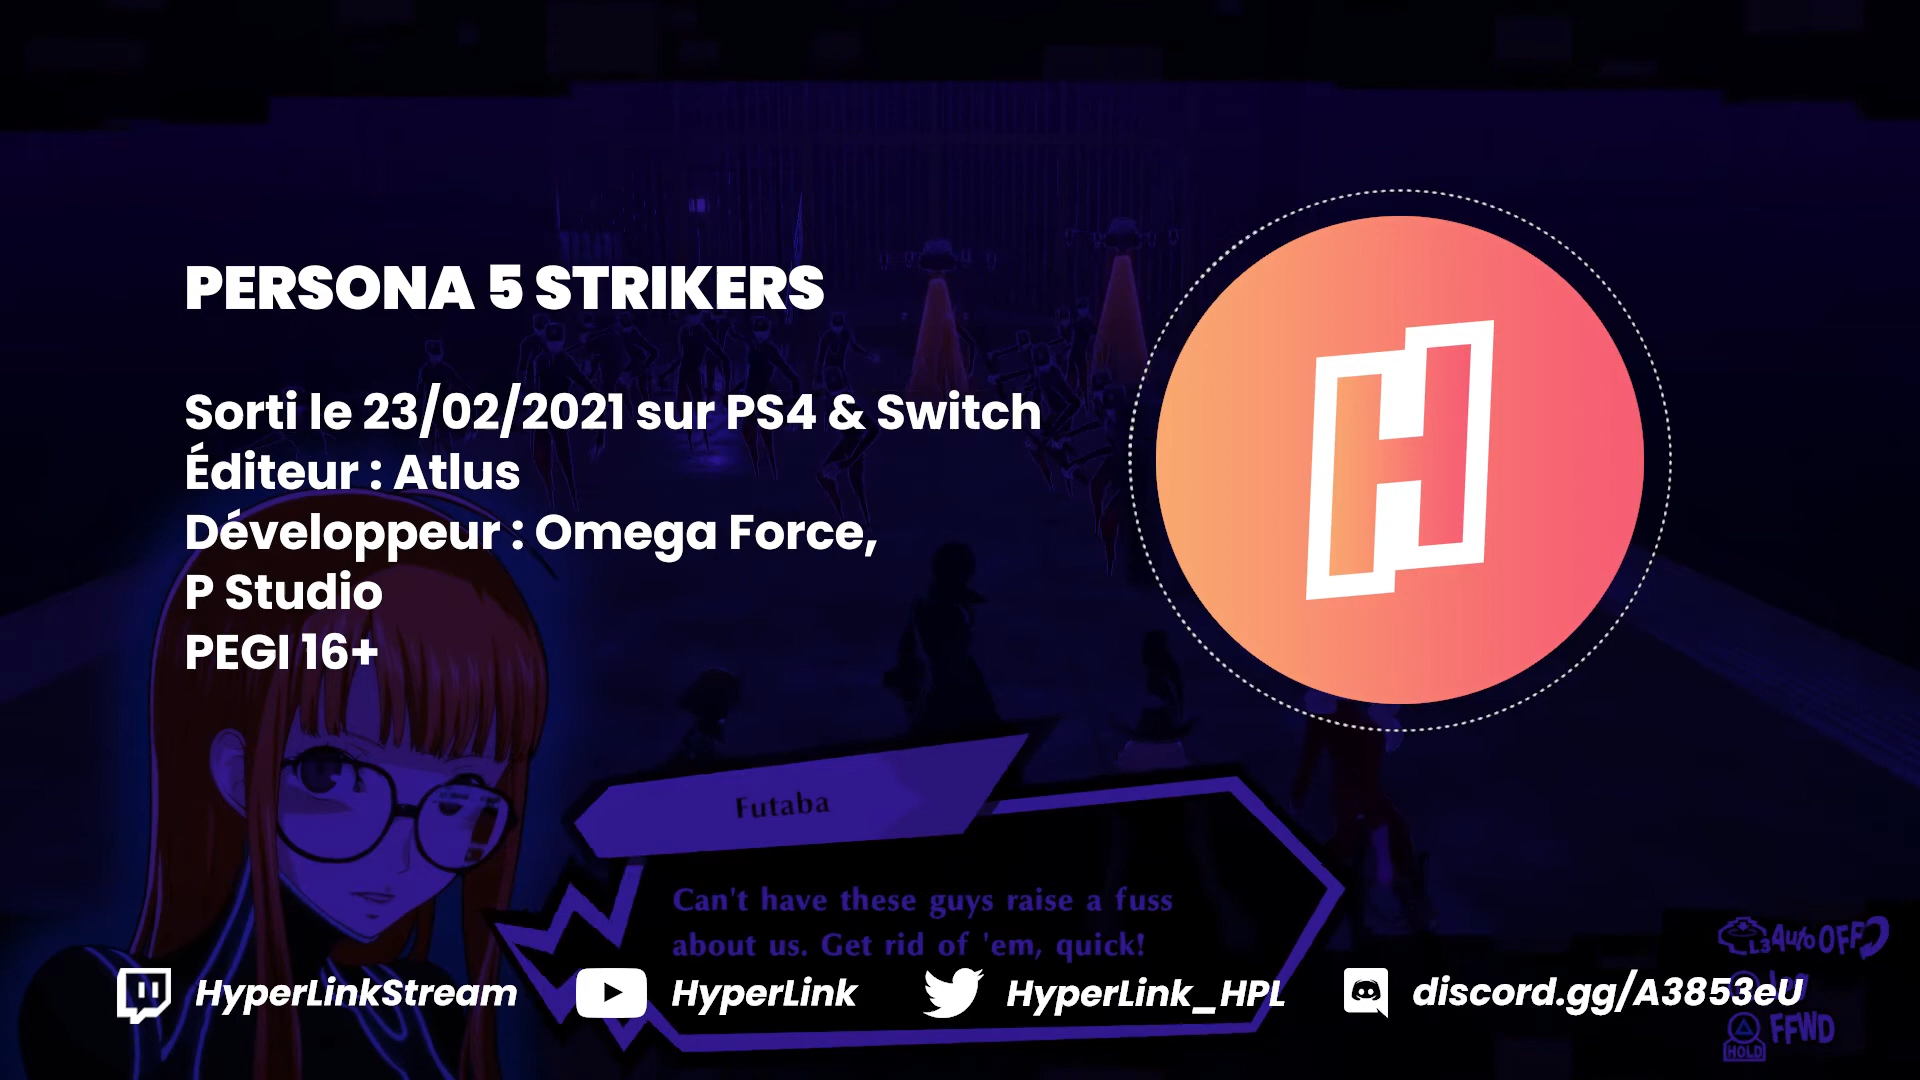 PERSONA 5 STRIKERS
Sorti le 23/02/2021 sur PS4 & Switch
Éditeur : Atlus
Développeur : Omega Force,
P Studio
PEGI 16+
H
Futaba
Can't have these guys raise a fuss
about us. Get rid of 'em, quick!
L3 Auto OFF
Log
HyperLinkStream
HyperLink
HyperLink_HPL
discord.gg/A3853eU
FFWD
HOLD